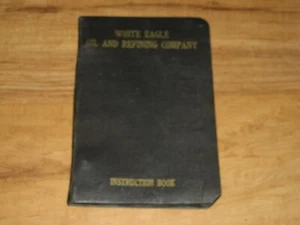 WHITE EAGLE
OIL AND REFINING COMPANY
INSTRUCTION BOOK